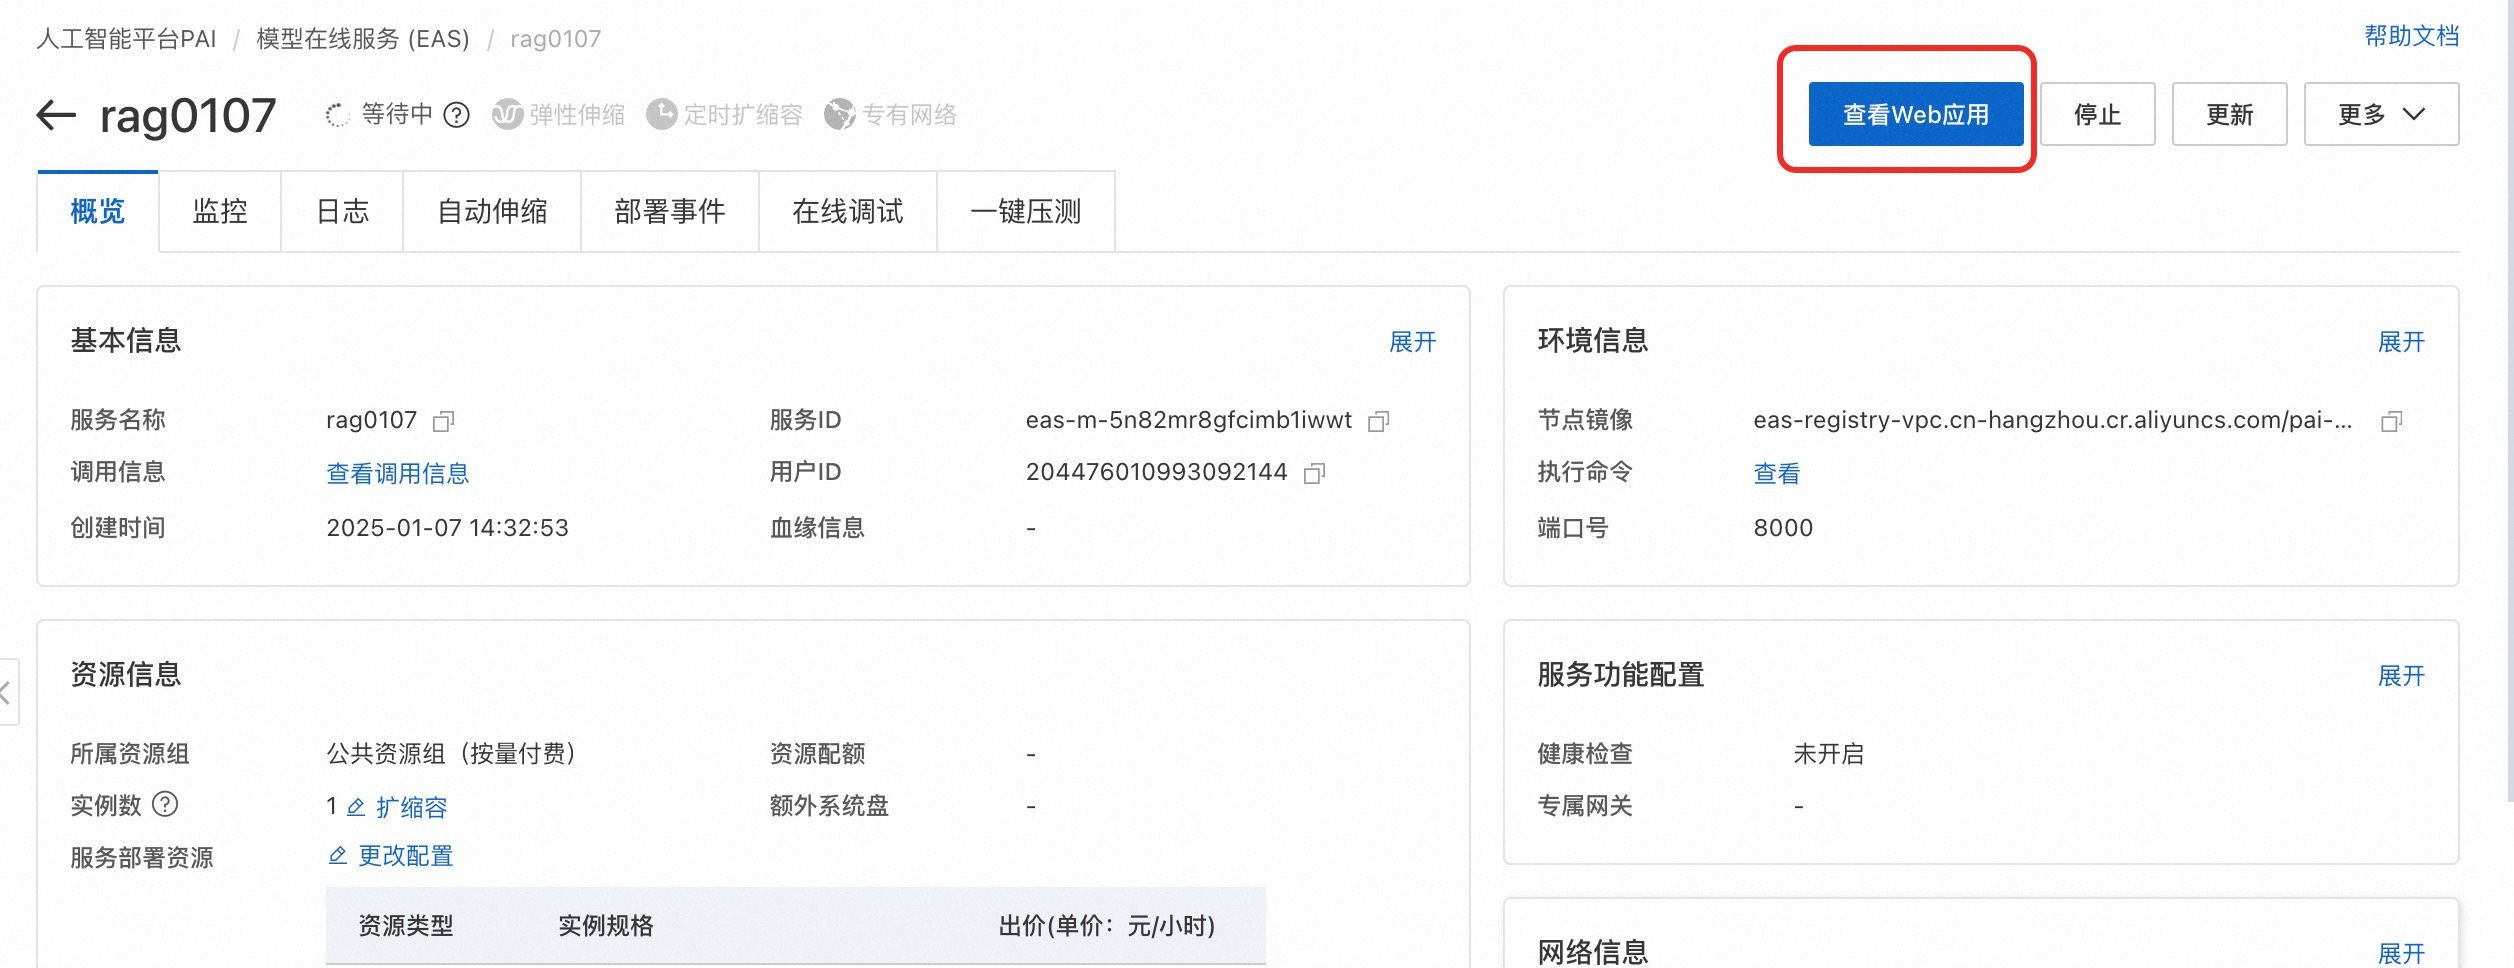 人工智能平台PAI / 模型在线服务 (EAS) / rag0107
帮助文档
rag0107 等待中 弹性伸缩 定时扩缩容 专有网络
查看Web应用 停止 更新 更多
概览 监控 日志 自动伸缩 部署事件 在线调试 一键压测
基本信息 展开
服务名称 rag0107 服务ID eas-m-5n82mr8gfcimb1iwwt
调用信息 查看调用信息 用户ID 204476010993092144
创建时间 2025-01-07 14:32:53 血缘信息 -
环境信息 展开
节点镜像 eas-registry-vpc.cn-hangzhou.cr.aliyuncs.com/pai-...
执行命令 查看
端口号 8000
资源信息
所属资源组 公共资源组（按量付费） 资源配额 -
实例数 1 扩缩容 额外系统盘 -
服务部署资源 更改配置
资源类型 实例规格 出价(单价：元/小时)
服务功能配置 展开
健康检查 未开启
专属网关 -
网络信息 展开